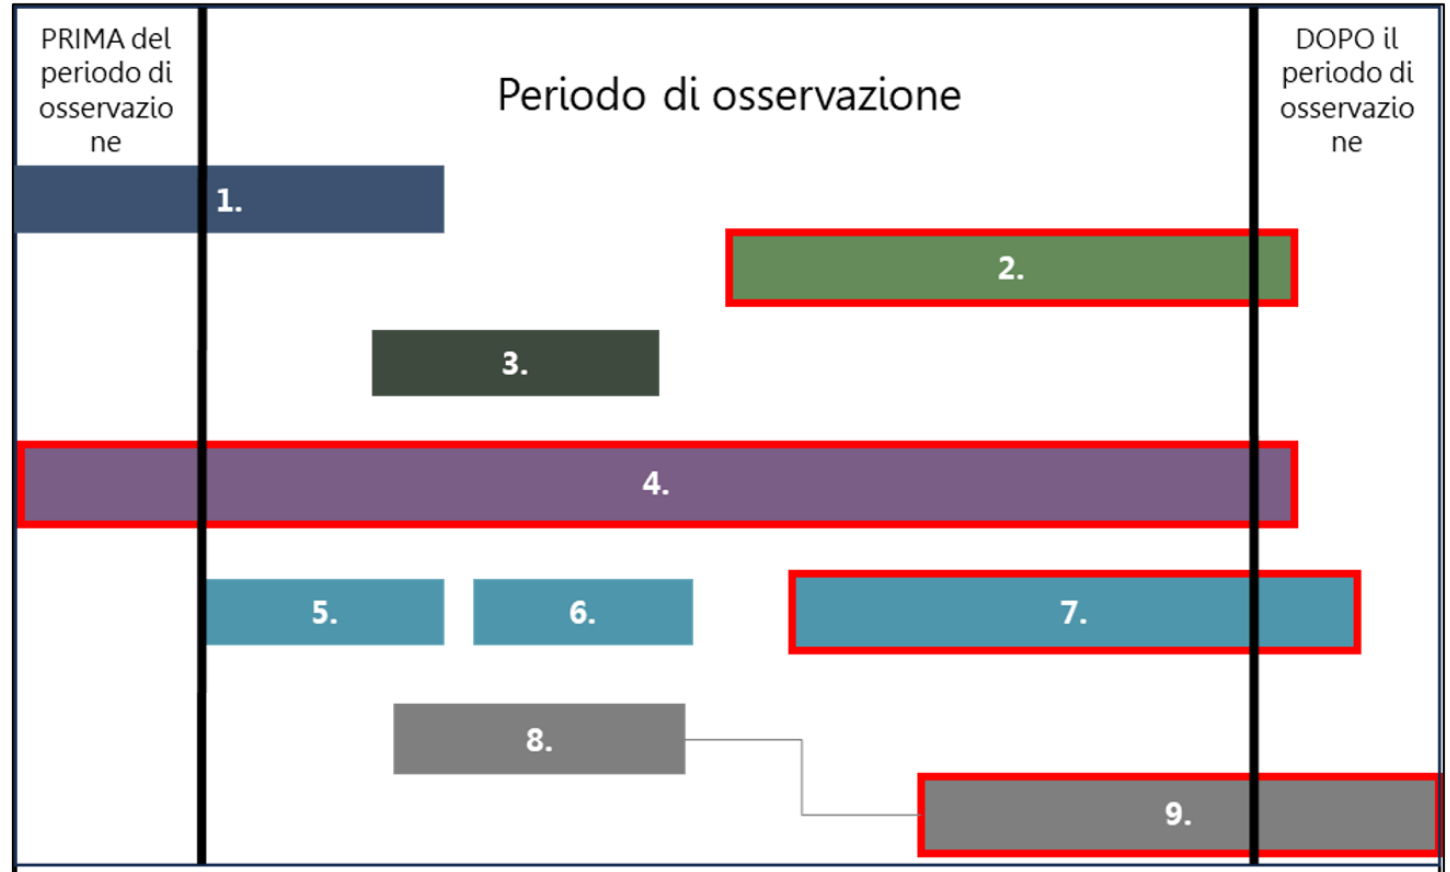 PRIMA del
periodo di
osservazio
ne
Periodo di osservazione
DOPO il
periodo di
osservazio
ne
1.
2.
3.
4.
5.
6.
7.
8.
9.